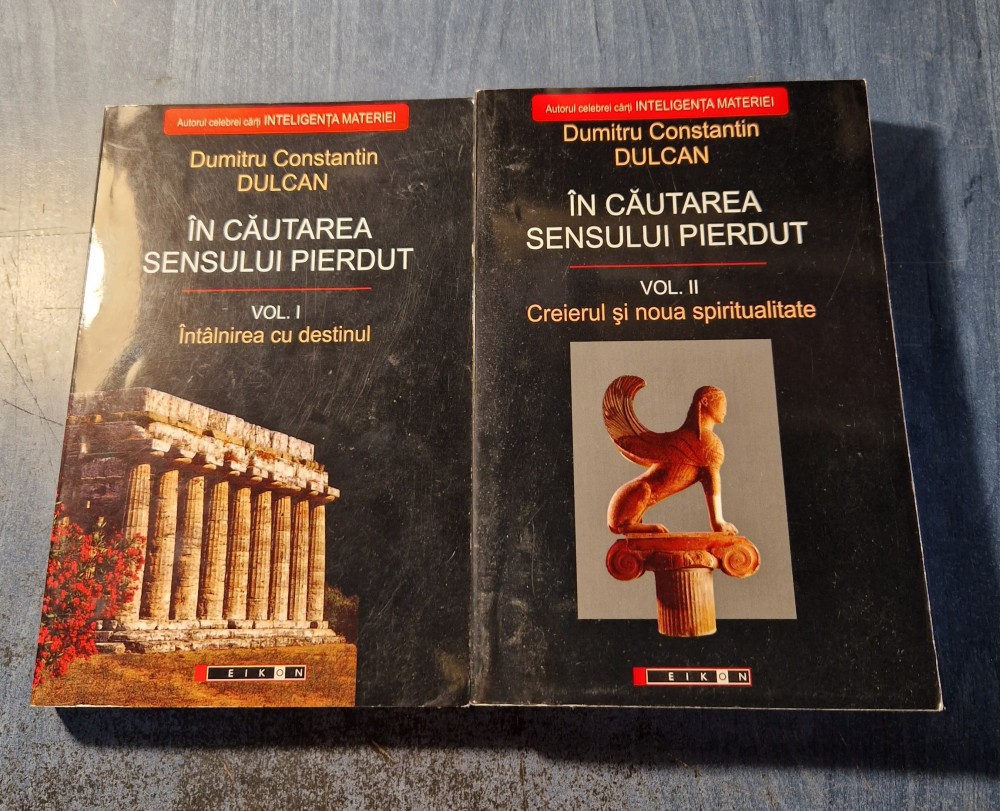 Autorul celebrei cărți INTELIGENȚA MATERIEI
Dumitru Constantin
DULCAN
ÎN CĂUTAREA
SENSULUI PIERDUT
VOL. I
Întâlnirea cu destinul
EIKON
Autorul celebrei cărți INTELIGENȚA MATERIEI
Dumitru Constantin
DULCAN
ÎN CĂUTAREA
SENSULUI PIERDUT
VOL. II
Creierul și noua spiritualitate
EIKON